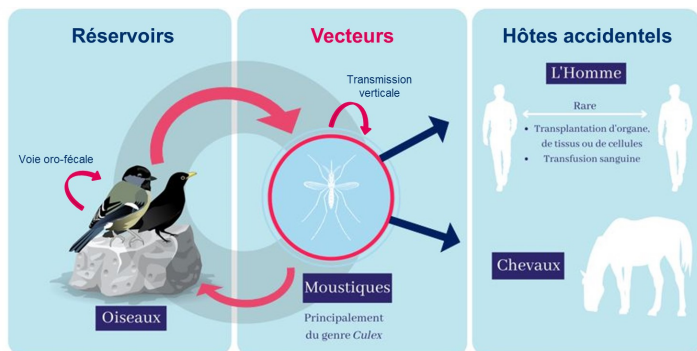 Réservoirs
Voie oro-fécale
Oiseaux
Vecteurs
Transmission
verticale
Moustiques
Principalement
du genre Culex
Hôtes accidentels
L'Homme
Rare
• Transplantation d'organe,
de tissus ou de cellules
• Transfusion sanguine
Chevaux